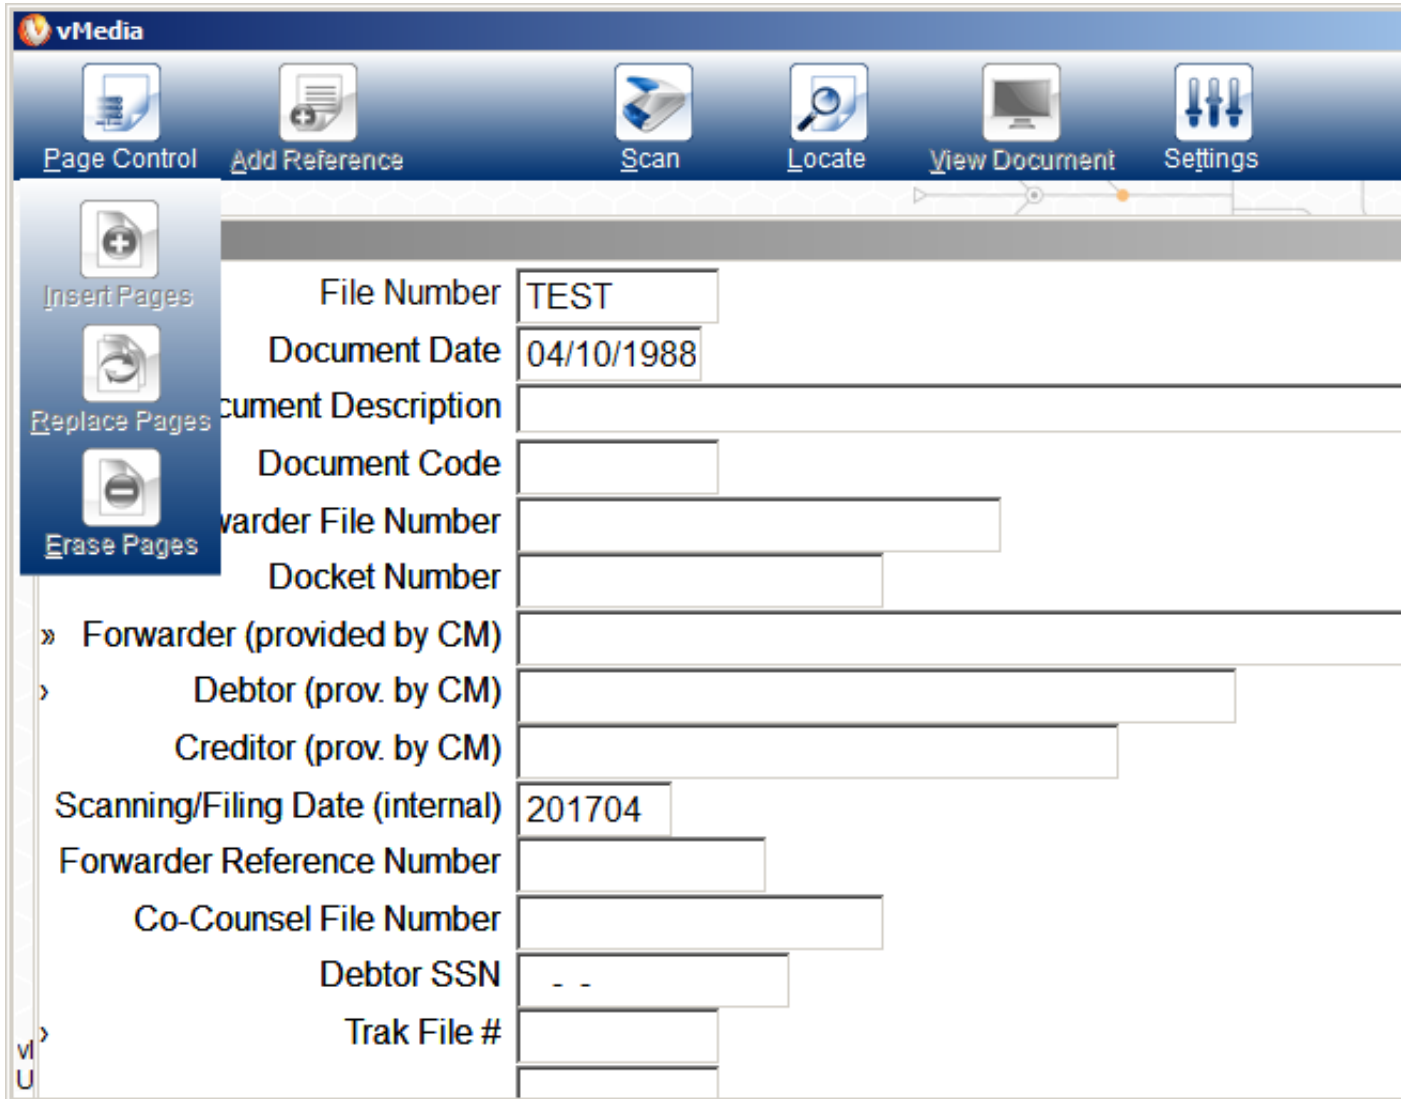 vMedia
Page Control Add Reference Scan Locate View Document Settings
Insert Pages
Replace Pages
Erase Pages
File Number TEST
Document Date 04/10/1988
cument Description
Document Code
warder File Number
Docket Number
» Forwarder (provided by CM)
› Debtor (prov. by CM)
Creditor (prov. by CM)
Scanning/Filing Date (internal) 201704
Forwarder Reference Number
Co-Counsel File Number
Debtor SSN - -
› Trak File #
vl
U